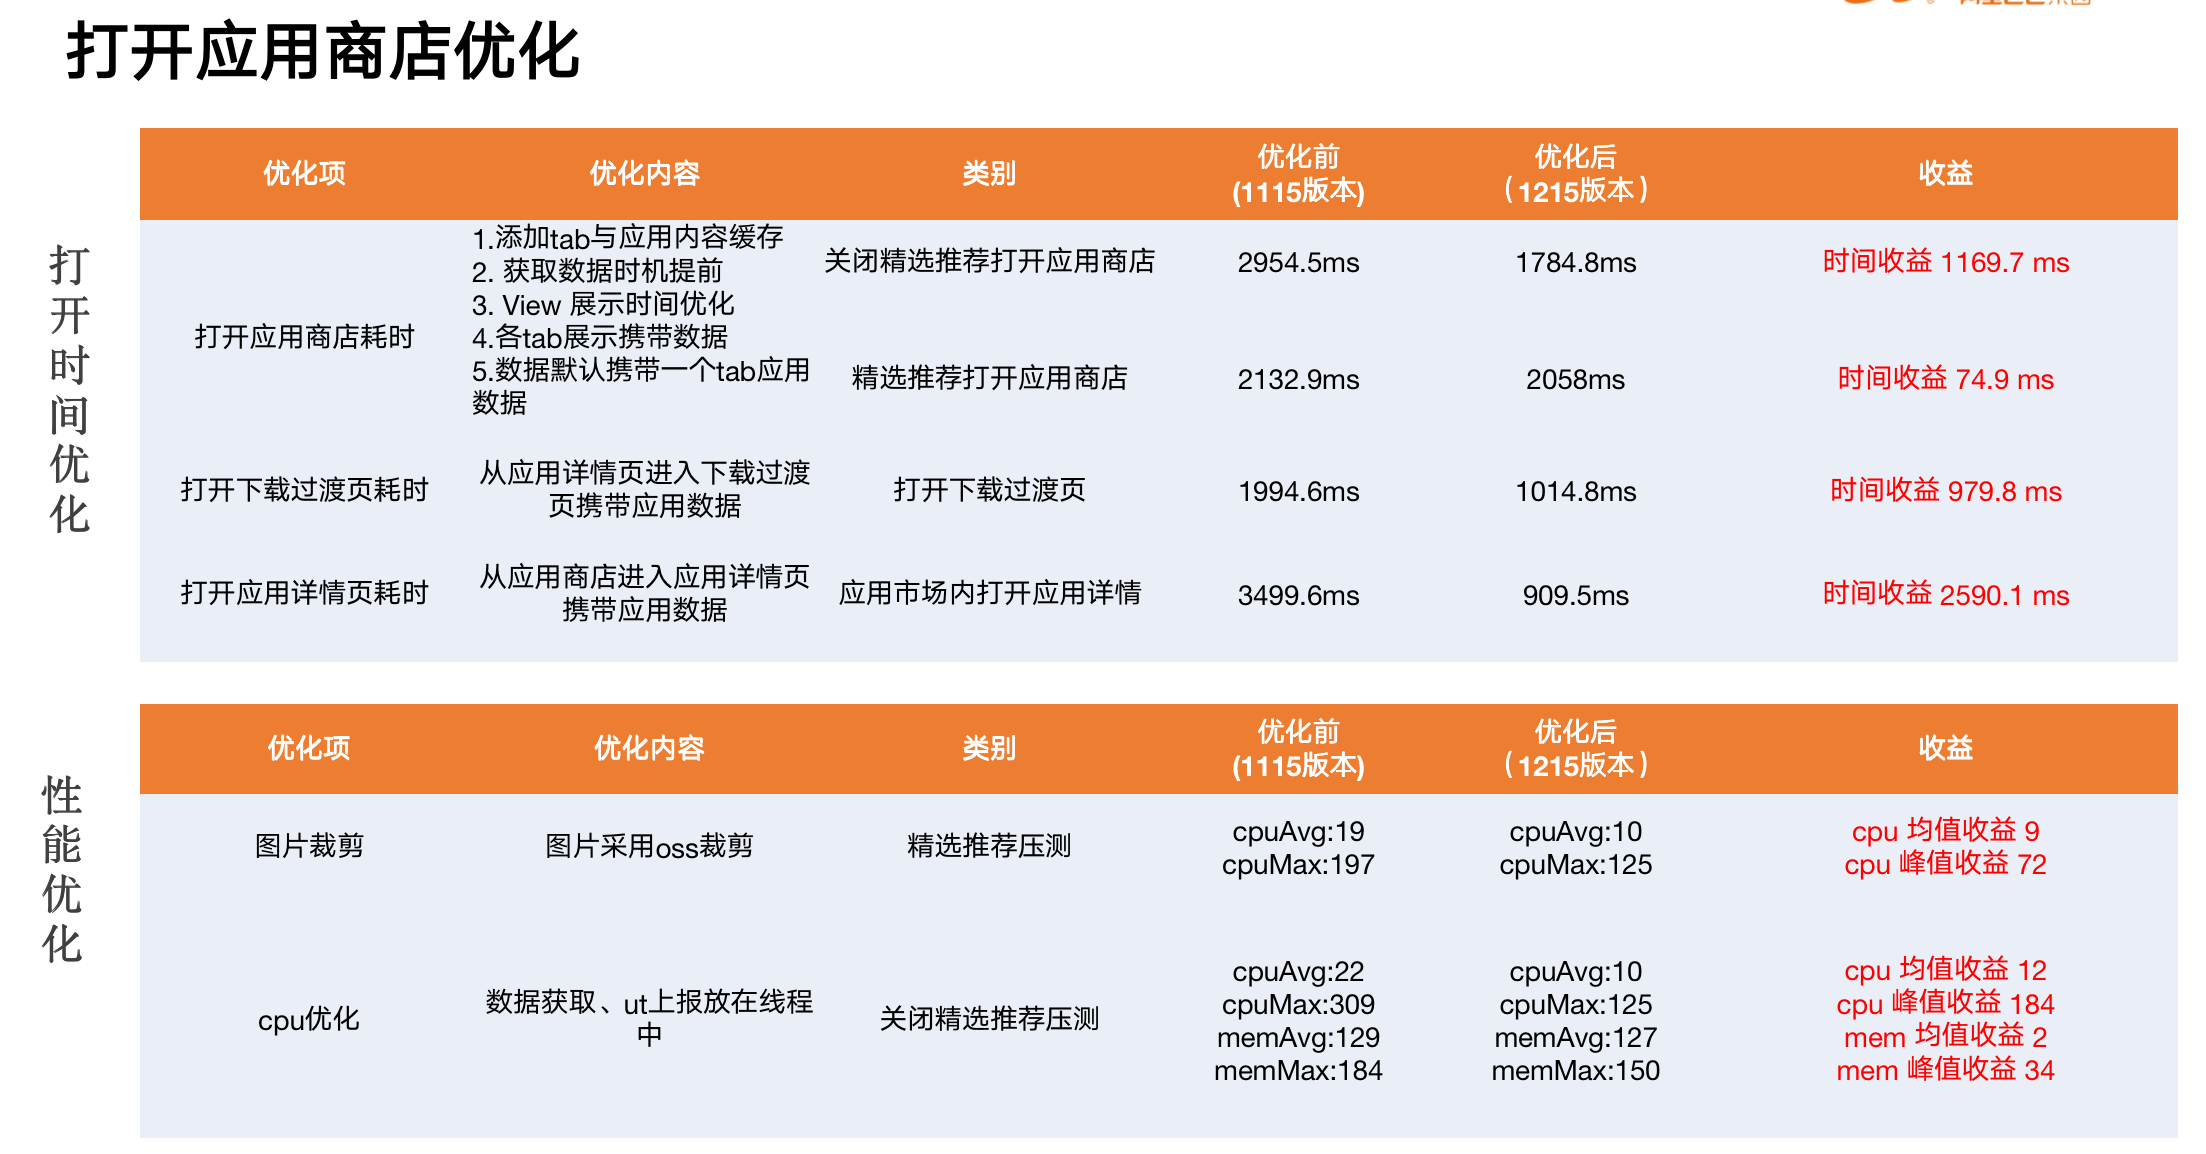 打开应用商店优化
打开时间优化
优化项
优化内容
类别
优化前
(1115版本)
优化后
（1215版本）
收益
打开应用商店耗时
1.添加tab与应用内容缓存
2. 获取数据时机提前
3. View 展示时间优化
4.各tab展示携带数据
5.数据默认携带一个tab应用
数据
关闭精选推荐打开应用商店
2954.5ms
1784.8ms
时间收益 1169.7 ms
精选推荐打开应用商店
2132.9ms
2058ms
时间收益 74.9 ms
打开下载过渡页耗时
从应用详情页进入下载过渡
页携带应用数据
打开下载过渡页
1994.6ms
1014.8ms
时间收益 979.8 ms
打开应用详情页耗时
从应用商店进入应用详情页
携带应用数据
应用市场内打开应用详情
3499.6ms
909.5ms
时间收益 2590.1 ms
性能优化
优化项
优化内容
类别
优化前
(1115版本)
优化后
（1215版本）
收益
图片裁剪
图片采用oss裁剪
精选推荐压测
cpuAvg:19
cpuMax:197
cpuAvg:10
cpuMax:125
cpu 均值收益 9
cpu 峰值收益 72
cpu优化
数据获取、ut上报放在线程
中
关闭精选推荐压测
cpuAvg:22
cpuMax:309
memAvg:129
memMax:184
cpuAvg:10
cpuMax:125
memAvg:127
memMax:150
cpu 均值收益 12
cpu 峰值收益 184
mem 均值收益 2
mem 峰值收益 34